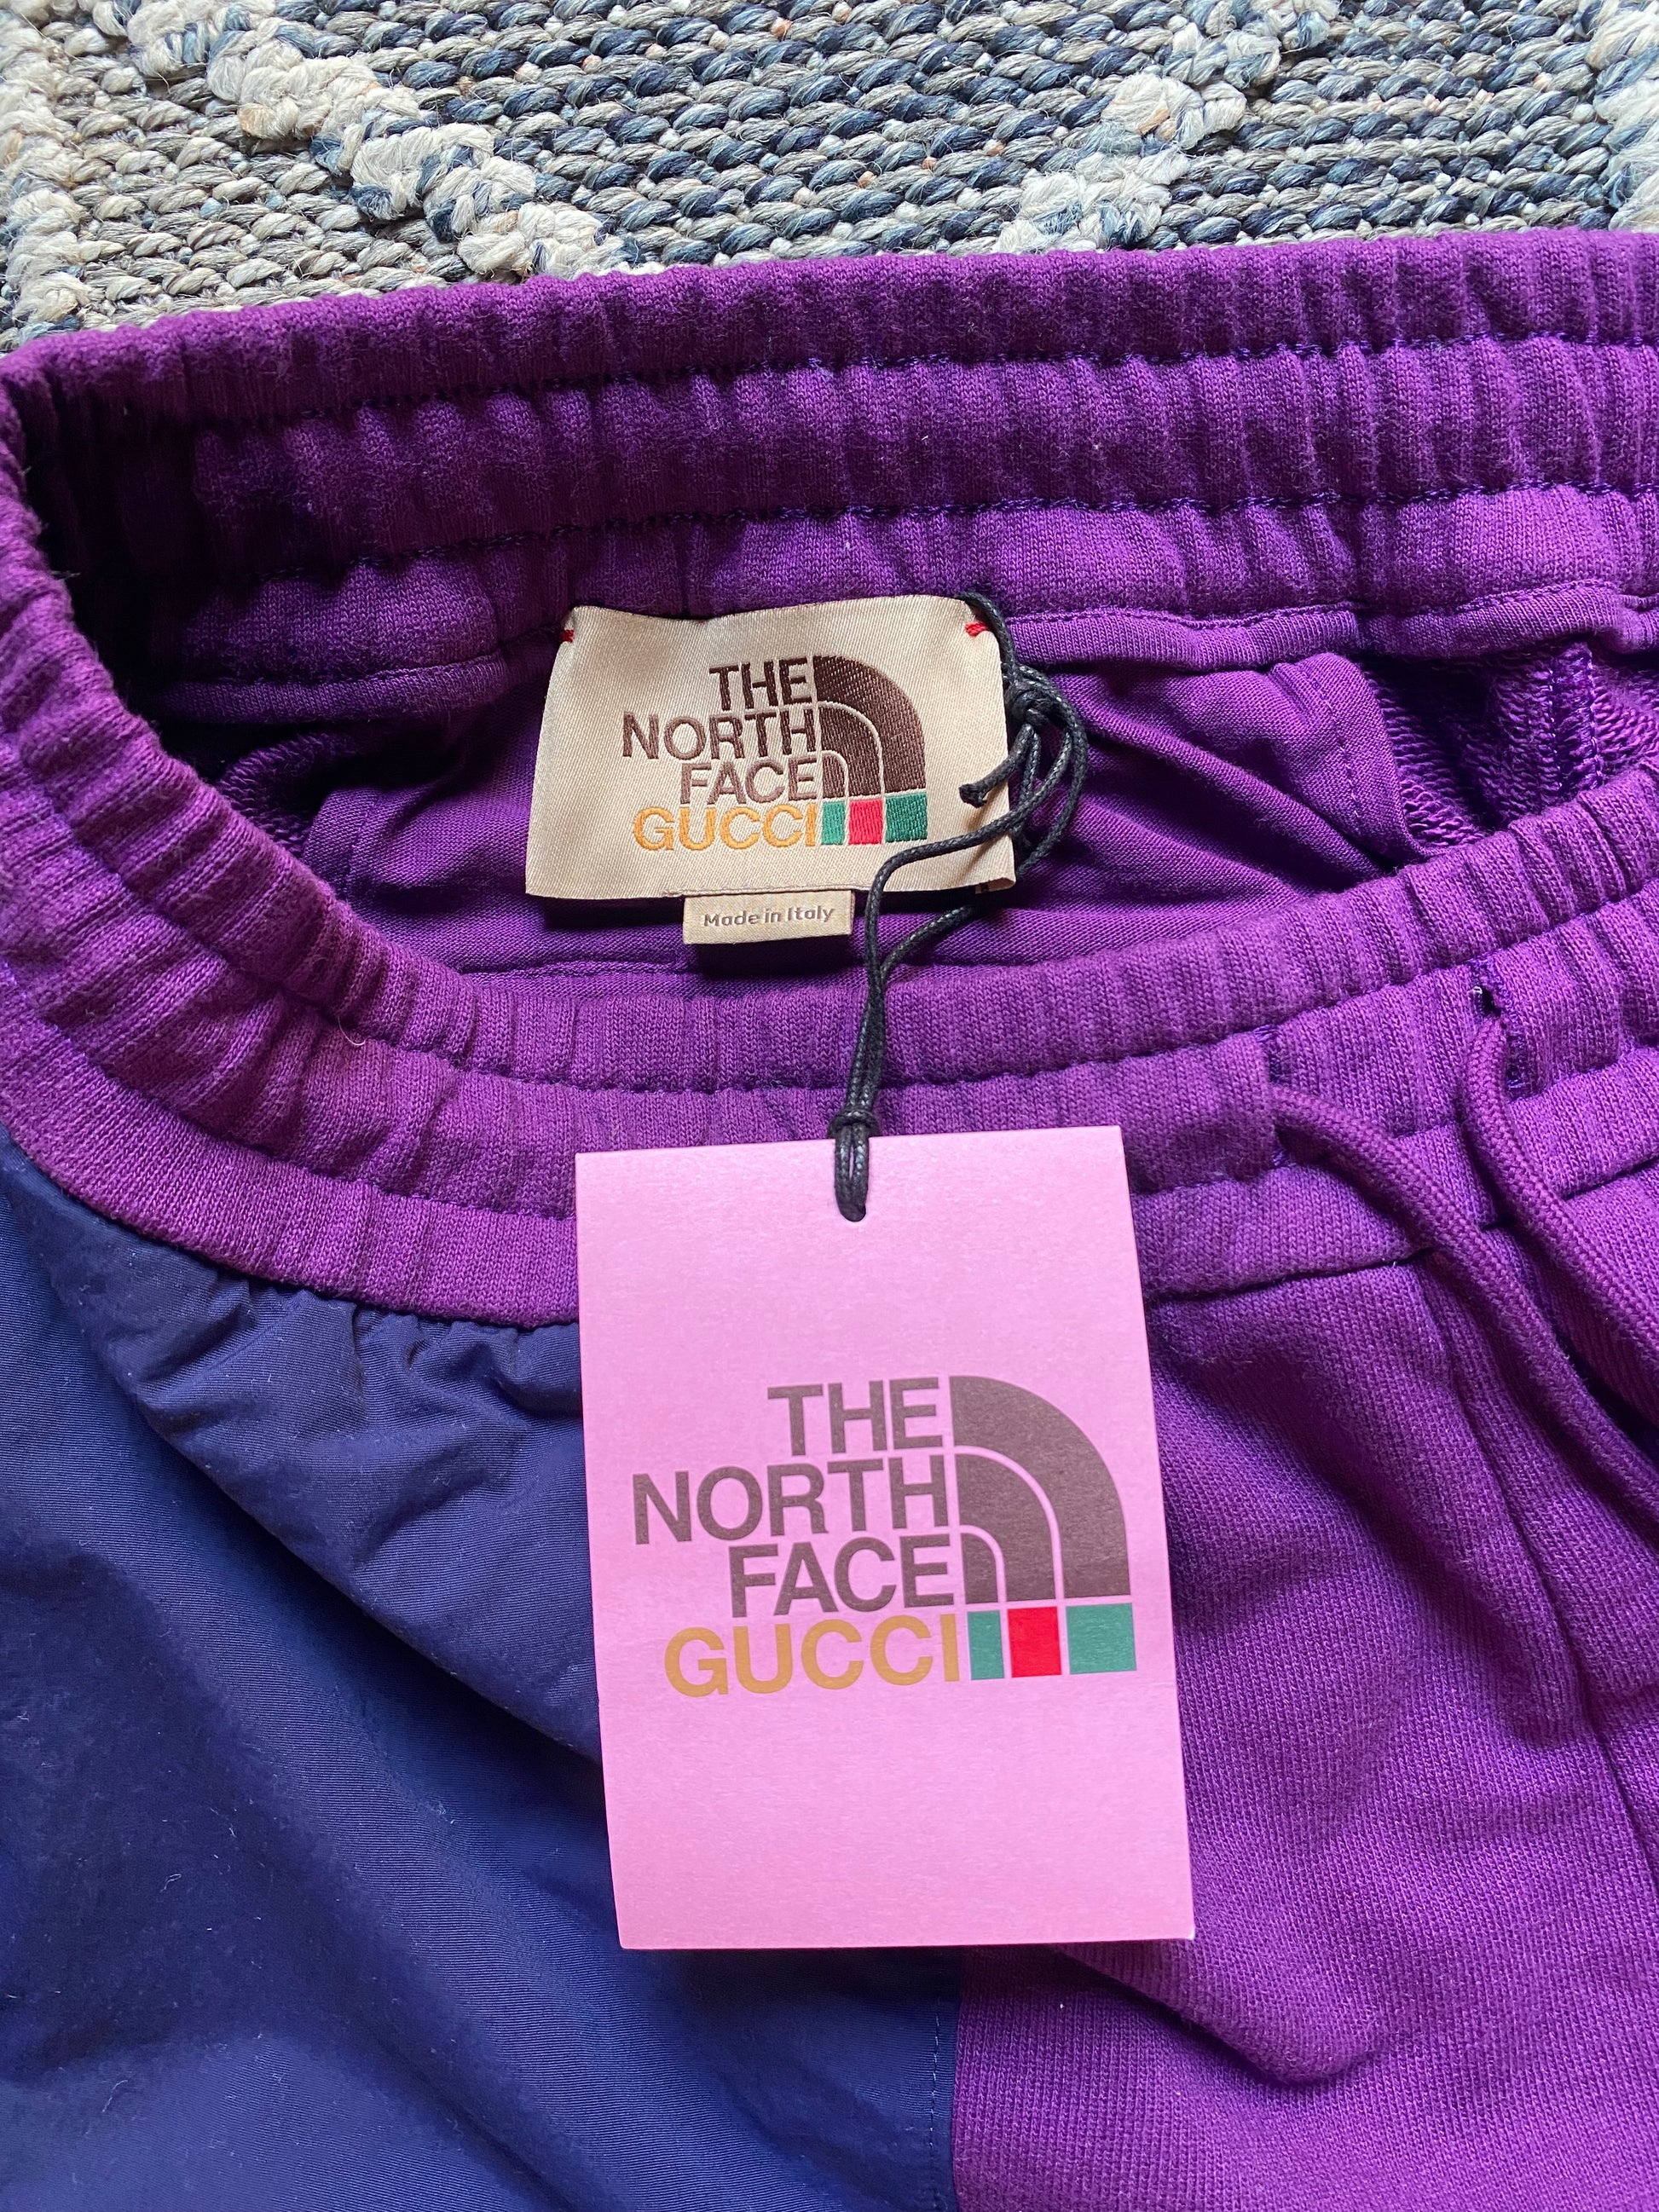 THE
NORTH
FACE
GUCCI
Made in Italy
THE
NORTH
FACE
GUCCI